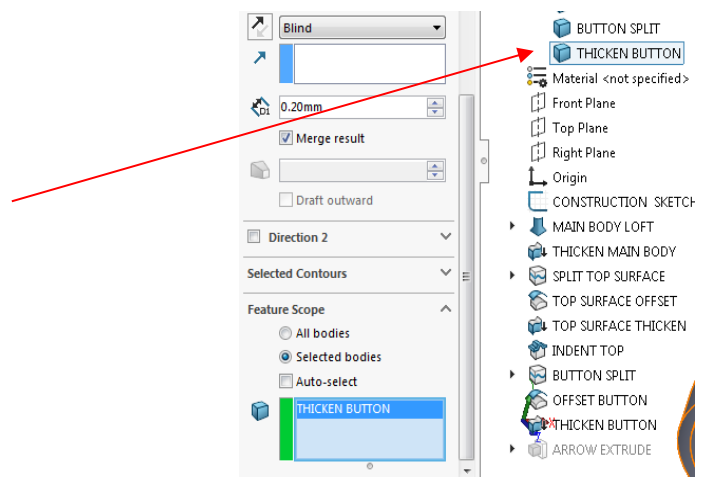 Blind
D1
0.20mm
Merge result
Draft outward
Direction 2
Selected Contours
Feature Scope
All bodies
Selected bodies
Auto-select
THICKEN BUTTON
BUTTON SPLIT
THICKEN BUTTON
Material <not specified>
Front Plane
Top Plane
Right Plane
Origin
CONSTRUCTION SKETCH
MAIN BODY LOFT
THICKEN MAIN BODY
SPLIT TOP SURFACE
TOP SURFACE OFFSET
TOP SURFACE THICKEN
INDENT TOP
BUTTON SPLIT
OFFSET BUTTON
THICKEN BUTTON
X
Z
ARROW EXTRUDE